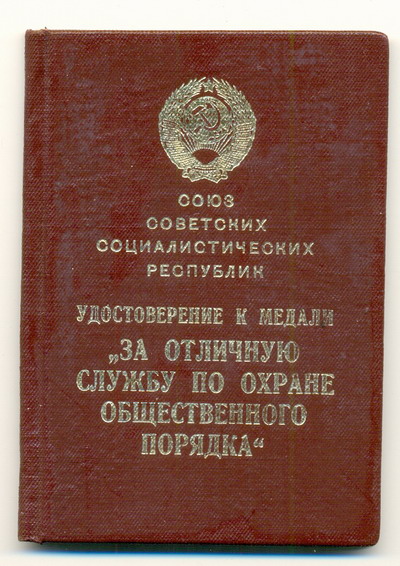 СОЮЗ
СОВЕТСКИХ
СОЦИАЛИСТИЧЕСКИХ
РЕСПУБЛИК
УДОСТОВЕРЕНИЕ К МЕДАЛИ
„ЗА ОТЛИЧНУЮ
СЛУЖБУ ПО ОХРАНЕ
ОБЩЕСТВЕННОГО
ПОРЯДКА“